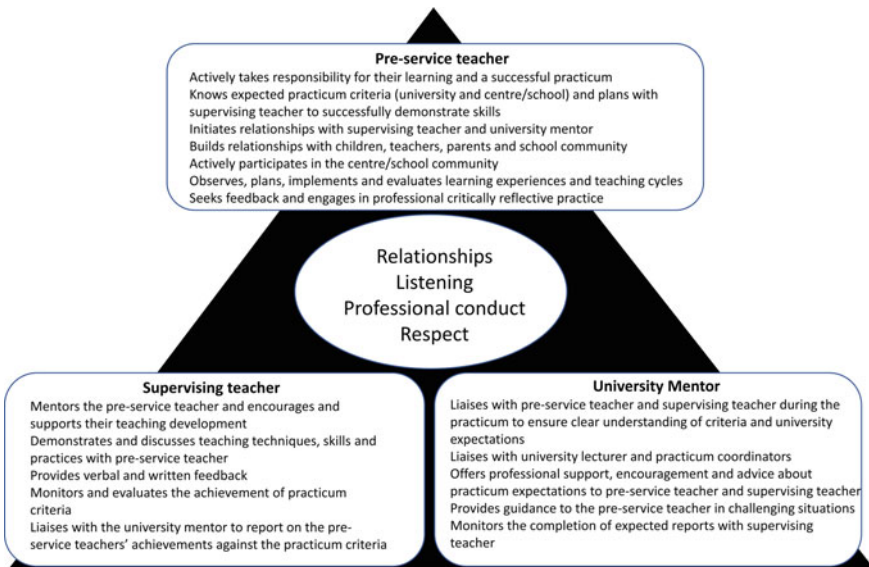 Pre-service teacher
Actively takes responsibility for their learning and a successful practicum
Knows expected practicum criteria (university and centre/school) and plans with
supervising teacher to successfully demonstrate skills
Initiates relationships with supervising teacher and university mentor
Builds relationships with children, teachers, parents and school community
Actively participates in the centre/school community
Observes, plans, implements and evaluates learning experiences and teaching cycles
Seeks feedback and engages in professional critically reflective practice
Relationships
Listening
Professional conduct
Respect
Supervising teacher
Mentors the pre-service teacher and encourages and
supports their teaching development
Demonstrates and discusses teaching techniques, skills and
practices with pre-service teacher
Provides verbal and written feedback
Monitors and evaluates the achievement of practicum
criteria
Liaises with the university mentor to report on the pre-
service teachers’ achievements against the practicum criteria
University Mentor
Liaises with pre-service teacher and supervising teacher during the
practicum to ensure clear understanding of criteria and university
expectations
Liaises with university lecturer and practicum coordinators
Offers professional support, encouragement and advice about
practicum expectations to pre-service teacher and supervising teacher
Provides guidance to the pre-service teacher in challenging situations
Monitors the completion of expected reports with supervising
teacher